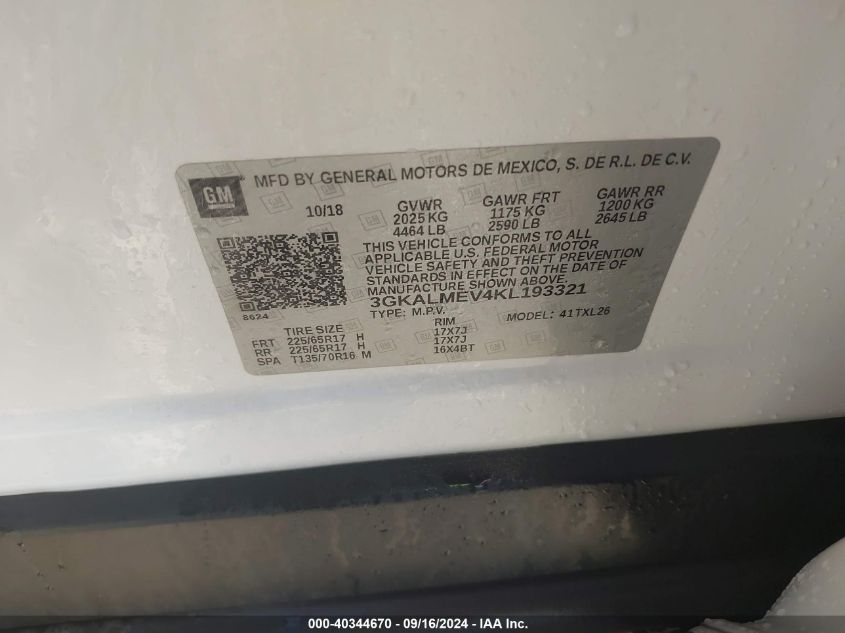 MFD BY GENERAL MOTORS DE MEXICO, S. DE R.L. DE C.V.
GM
10/18
GVWR GAWR FRT GAWR RR
2025 KG 1175 KG 1200 KG
4464 LB 2590 LB 2645 LB
THIS VEHICLE CONFORMS TO ALL
APPLICABLE U.S. FEDERAL MOTOR
VEHICLE SAFETY AND THEFT PREVENTION
STANDARDS IN EFFECT ON THE DATE OF
MANUFACTURE SHOWN ABOVE
3GKALMEV4KL193321
8624
TYPE: M.P.V. MODEL: 41TXL26
TIRE SIZE RIM
FRT 225/65R17 H 17X7J
RR 225/65R17 H 17X7J
SPA T135/70R16 M 16X4BT
000-40344670 - 09/16/2024 - IAA Inc.